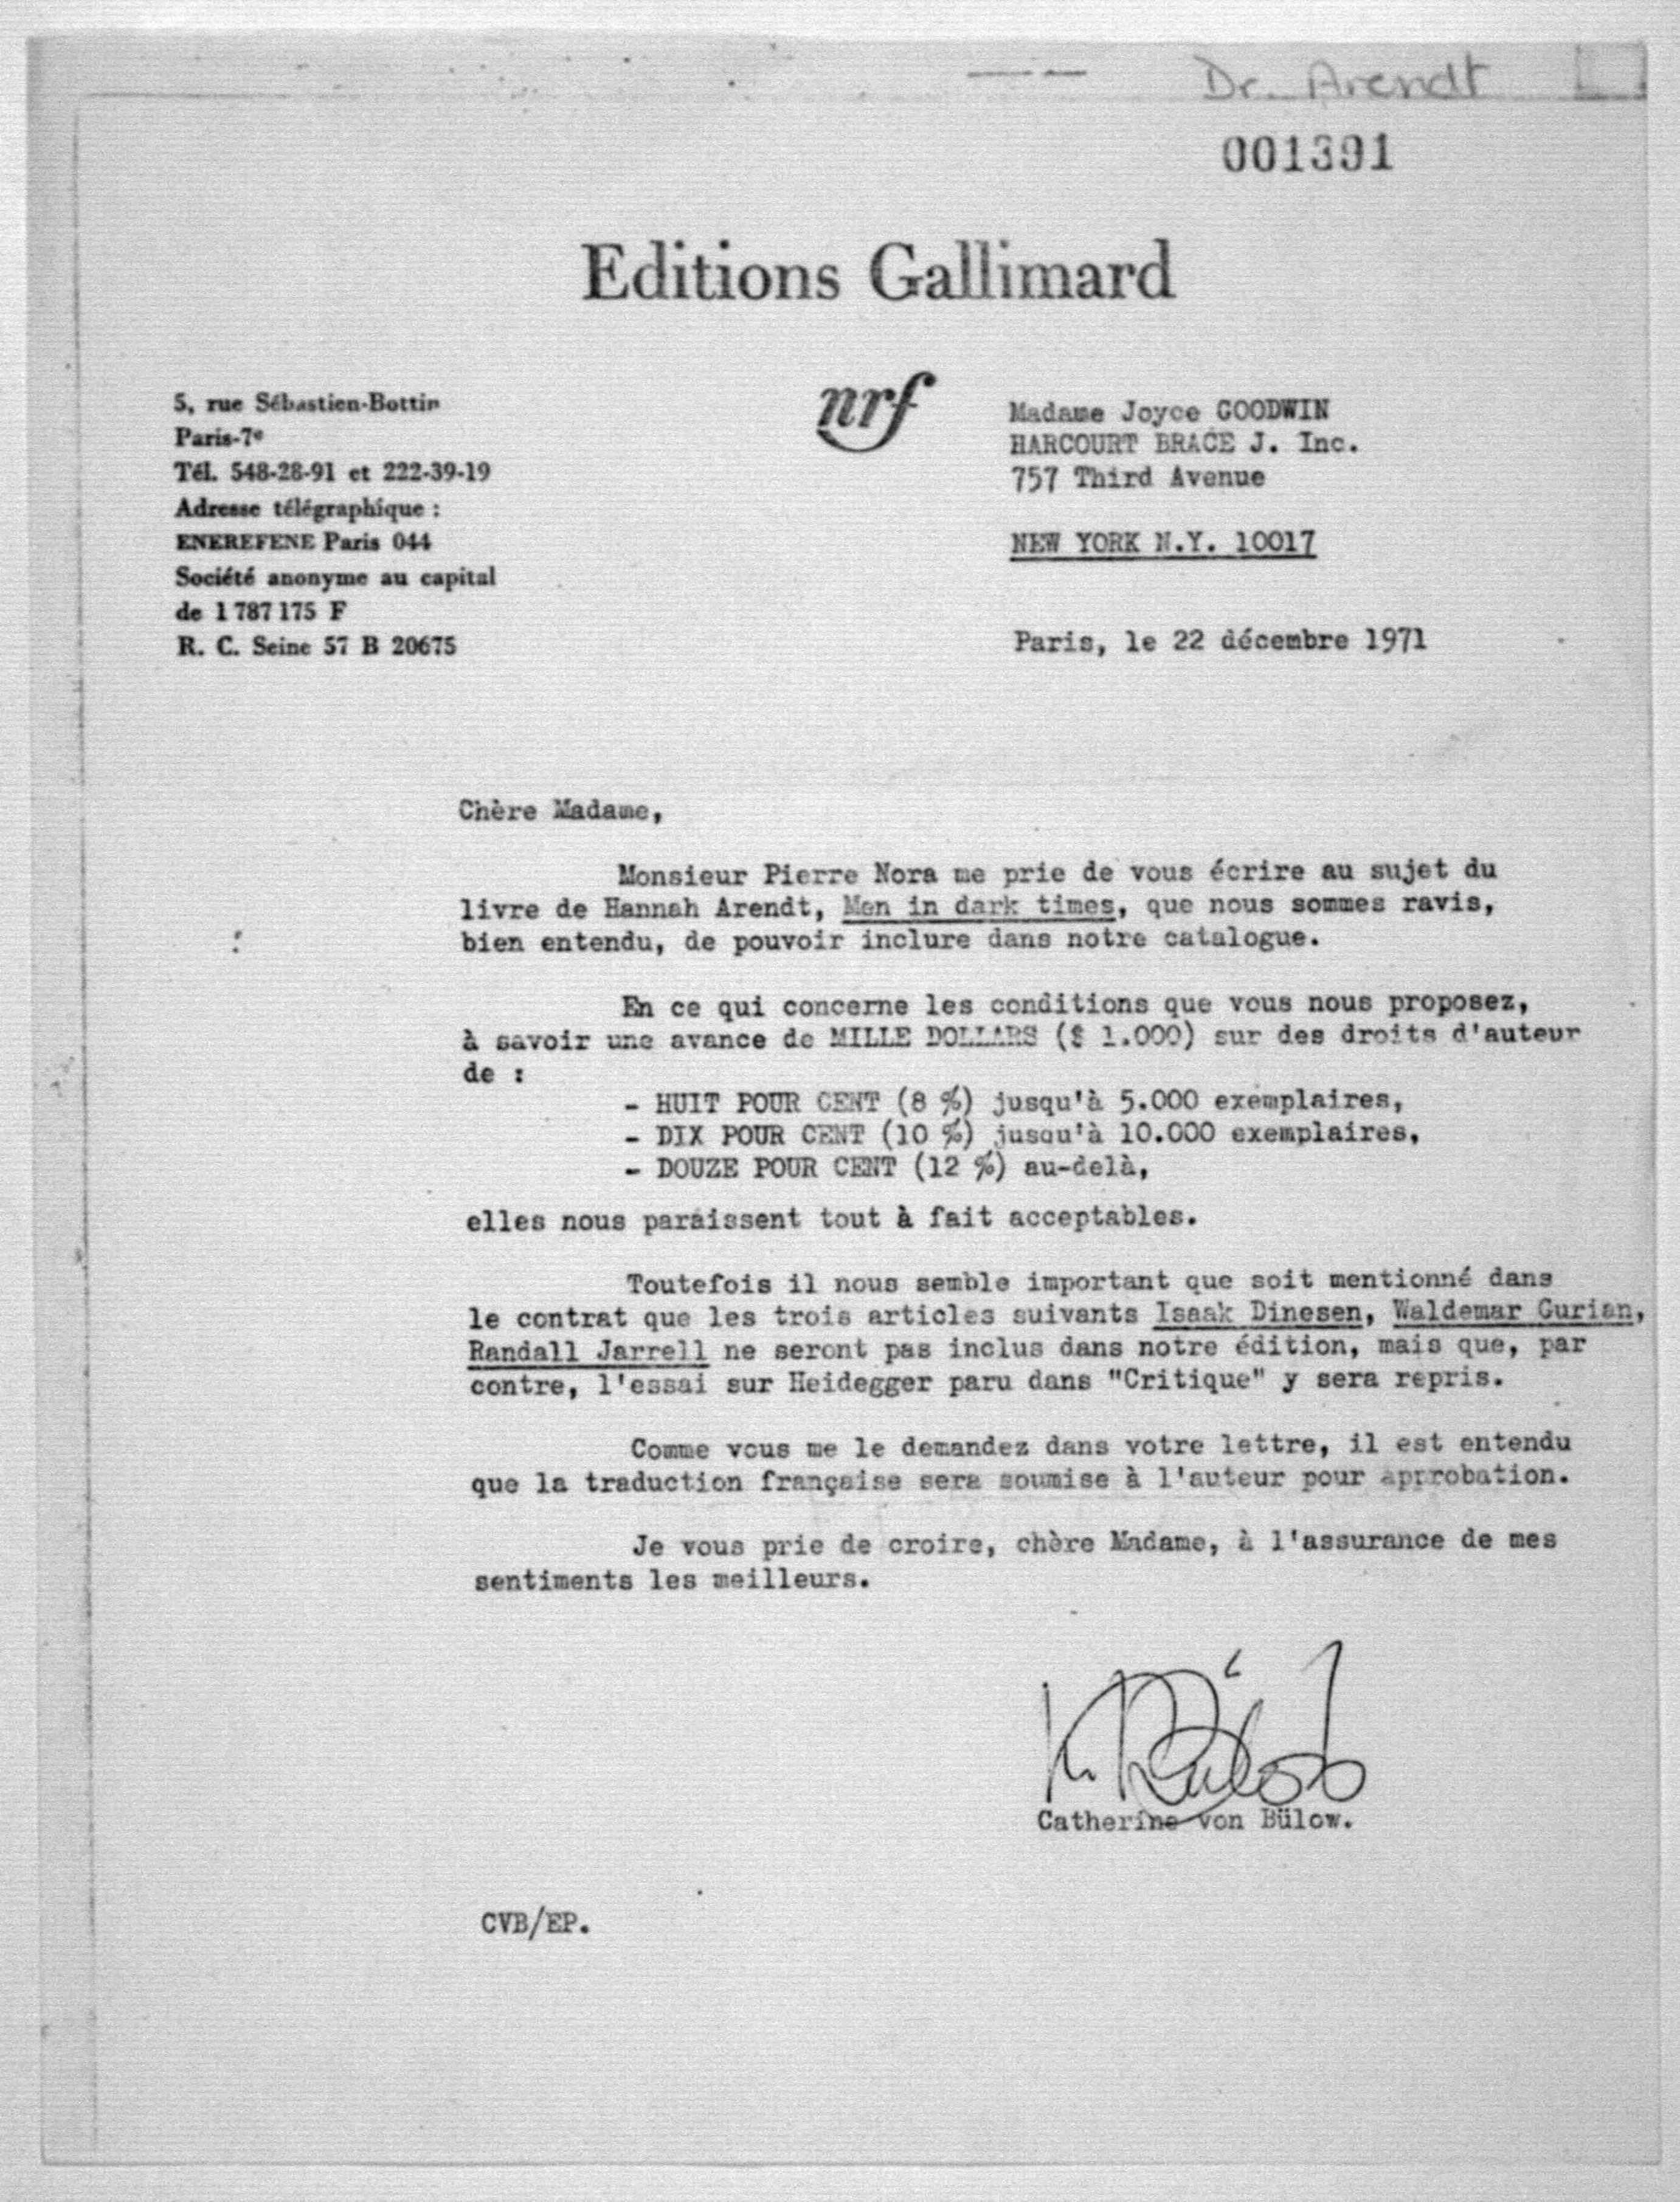 Dr. Arendt
001391
Editions Gallimard
nrf
5, rue Sébastien-Bottin
Paris-7e
Tél. 548-28-91 et 222-39-19
Adresse télégraphique :
ENEREFENE Paris 044
Société anonyme au capital
de 1 787 175 F
R. C. Seine 57 B 20675
Madame Joyce GOODWIN
HARCOURT BRACE J. Inc.
757 Third Avenue
NEW YORK N.Y. 10017
Paris, le 22 décembre 1971
Chère Madame,
Monsieur Pierre Nora me prie de vous écrire au sujet du
livre de Hannah Arendt, Men in dark times, que nous sommes ravis,
bien entendu, de pouvoir inclure dans notre catalogue.
En ce qui concerne les conditions que vous nous proposez,
à savoir une avance de MILLE DOLLARS ($ 1.000) sur des droits d'auteur
de :
- HUIT POUR CENT (8 %) jusqu'à 5.000 exemplaires,
- DIX POUR CENT (10 %) jusqu'à 10.000 exemplaires,
- DOUZE POUR CENT (12 %) au-delà,
elles nous paraissent tout à fait acceptables.
Toutefois il nous semble important que soit mentionné dans
le contrat que les trois articles suivants Isaak Dinesen, Waldemar Gurian,
Randall Jarrell ne seront pas inclus dans notre édition, mais que, par
contre, l'essai sur Heidegger paru dans "Critique" y sera repris.
Comme vous me le demandez dans votre lettre, il est entendu
que la traduction française sera soumise à l'auteur pour approbation.
Je vous prie de croire, chère Madame, à l'assurance de mes
sentiments les meilleurs.
K. Bülow
Catherine von Bülow.
CVB/EP.